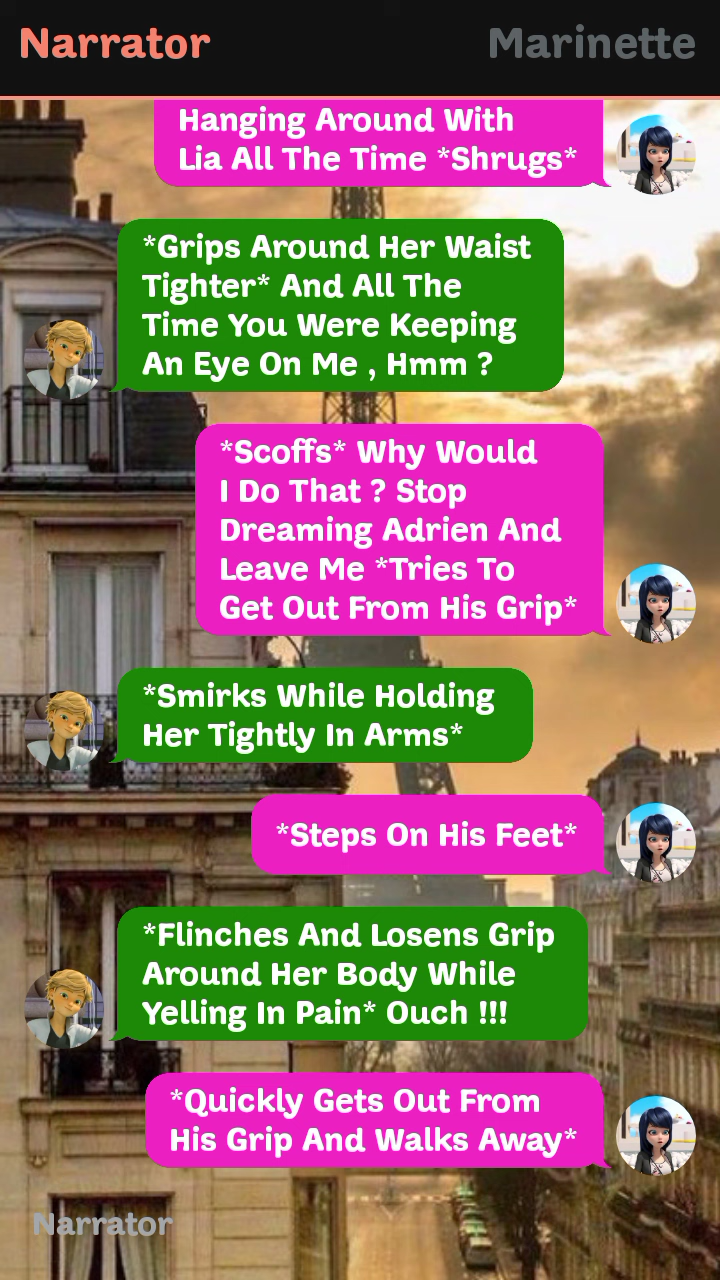 Narrator
Marinette
Hanging Around With
Lia All The Time *Shrugs*
*Grips Around Her Waist
Tighter* And All The
Time You Were Keeping
An Eye On Me , Hmm ?
*Scoffs* Why Would
I Do That ? Stop
Dreaming Adrien And
Leave Me *Tries To
Get Out From His Grip*
*Smirks While Holding
Her Tightly In Arms*
*Steps On His Feet*
*Flinches And Losens Grip
Around Her Body While
Yelling In Pain* Ouch !!!
*Quickly Gets Out From
His Grip And Walks Away*
Narrator